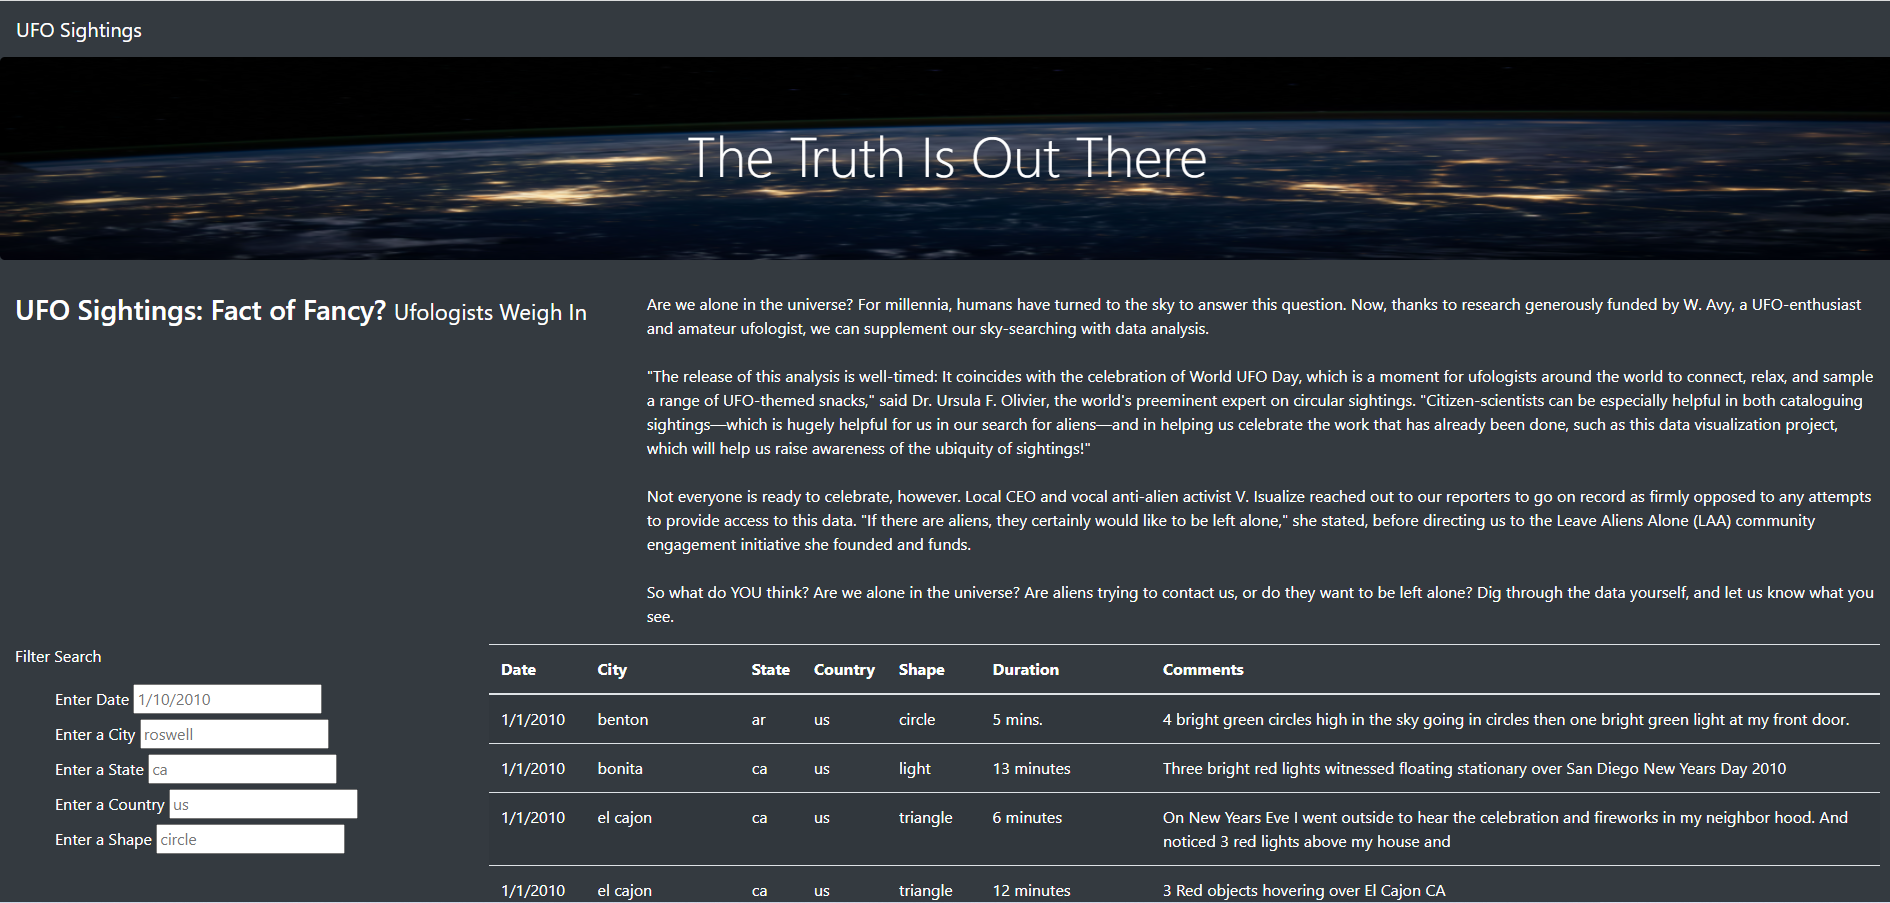 UFO Sightings
The Truth Is Out There
UFO Sightings: Fact of Fancy? Ufologists Weigh In
Are we alone in the universe? For millennia, humans have turned to the sky to answer this question. Now, thanks to research generously funded by W. Avy, a UFO-enthusiast
and amateur ufologist, we can supplement our sky-searching with data analysis.
"The release of this analysis is well-timed: It coincides with the celebration of World UFO Day, which is a moment for ufologists around the world to connect, relax, and sample
a range of UFO-themed snacks," said Dr. Ursula F. Olivier, the world's preeminent expert on circular sightings. "Citizen-scientists can be especially helpful in both cataloguing
sightings—which is hugely helpful for us in our search for aliens—and in helping us celebrate the work that has already been done, such as this data visualization project,
which will help us raise awareness of the ubiquity of sightings!"
Not everyone is ready to celebrate, however. Local CEO and vocal anti-alien activist V. Isualize reached out to our reporters to go on record as firmly opposed to any attempts
to provide access to this data. "If there are aliens, they certainly would like to be left alone," she stated, before directing us to the Leave Aliens Alone (LAA) community
engagement initiative she founded and funds.
So what do YOU think? Are we alone in the universe? Are aliens trying to contact us, or do they want to be left alone? Dig through the data yourself, and let us know what you
see.
Filter Search
Enter Date 1/10/2010
Enter a City roswell
Enter a State ca
Enter a Country us
Enter a Shape circle
Date City State Country Shape Duration Comments
1/1/2010 benton ar us circle 5 mins. 4 bright green circles high in the sky going in circles then one bright green light at my front door.
1/1/2010 bonita ca us light 13 minutes Three bright red lights witnessed floating stationary over San Diego New Years Day 2010
1/1/2010 el cajon ca us triangle 6 minutes On New Years Eve I went outside to hear the celebration and fireworks in my neighbor hood. And
noticed 3 red lights above my house and
1/1/2010 el cajon ca us triangle 12 minutes 3 Red objects hovering over El Cajon CA